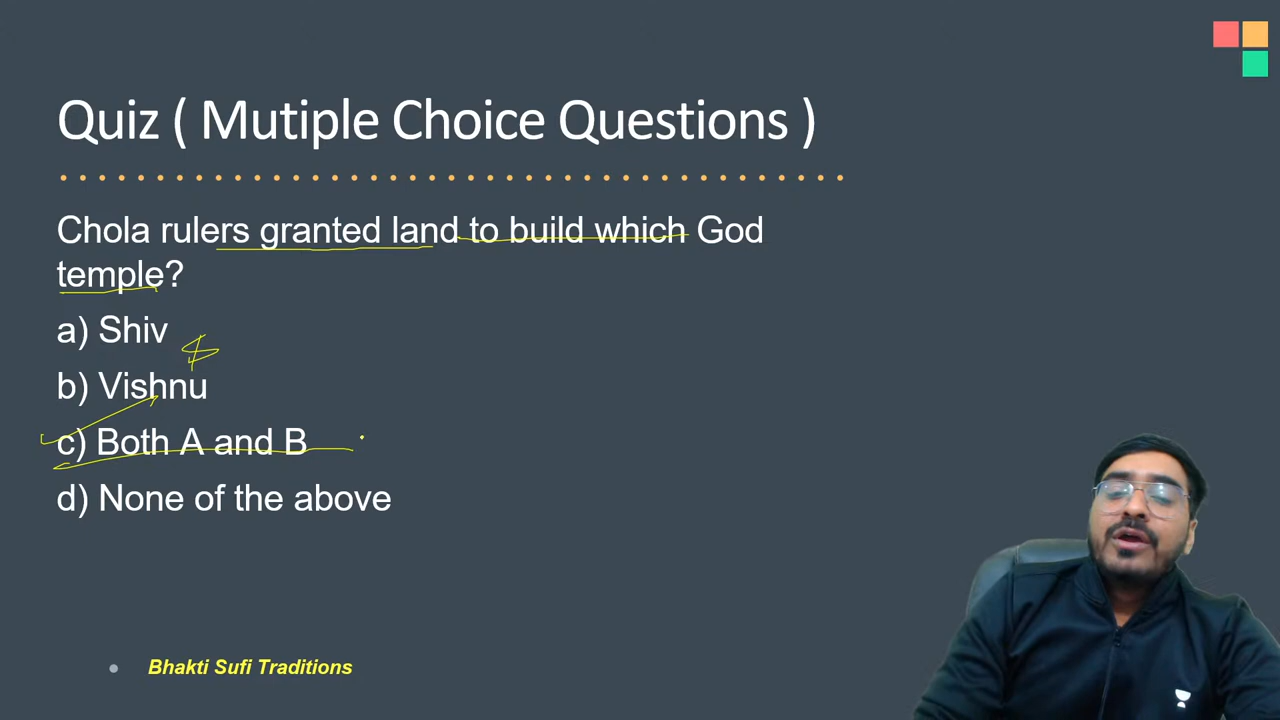 Quiz ( Mutiple Choice Questions )
Chola rulers granted land to build which God
temple?
a) Shiv
&
b) Vishnu
c) Both A and B
d) None of the above
Bhakti Sufi Traditions